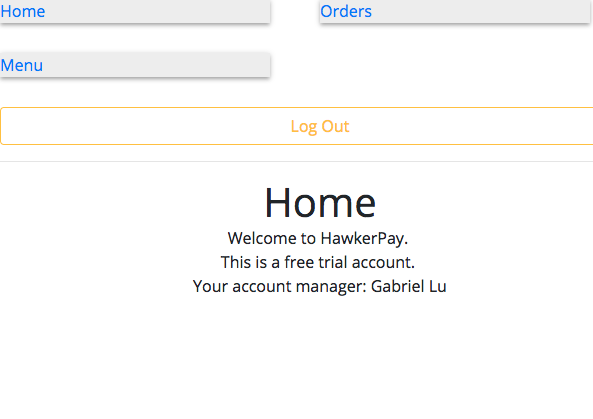 Home
Orders
Menu
Log Out
Home
Welcome to HawkerPay.
This is a free trial account.
Your account manager: Gabriel Lu